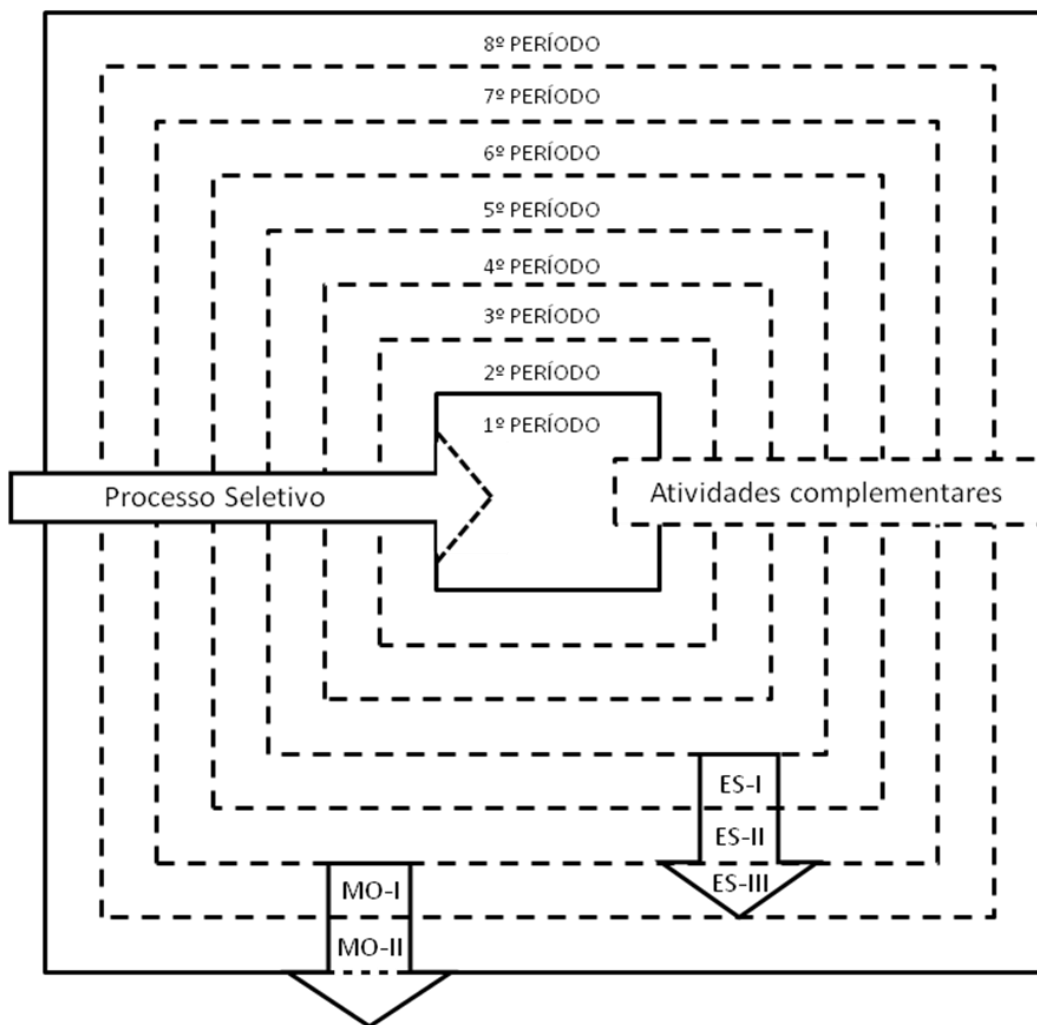 8º PERÍODO
7º PERÍODO
6º PERÍODO
5º PERÍODO
4º PERÍODO
3º PERÍODO
2º PERÍODO
1º PERÍODO
Processo Seletivo
Atividades complementares
ES-I
ES-II
ES-III
MO-I
MO-II